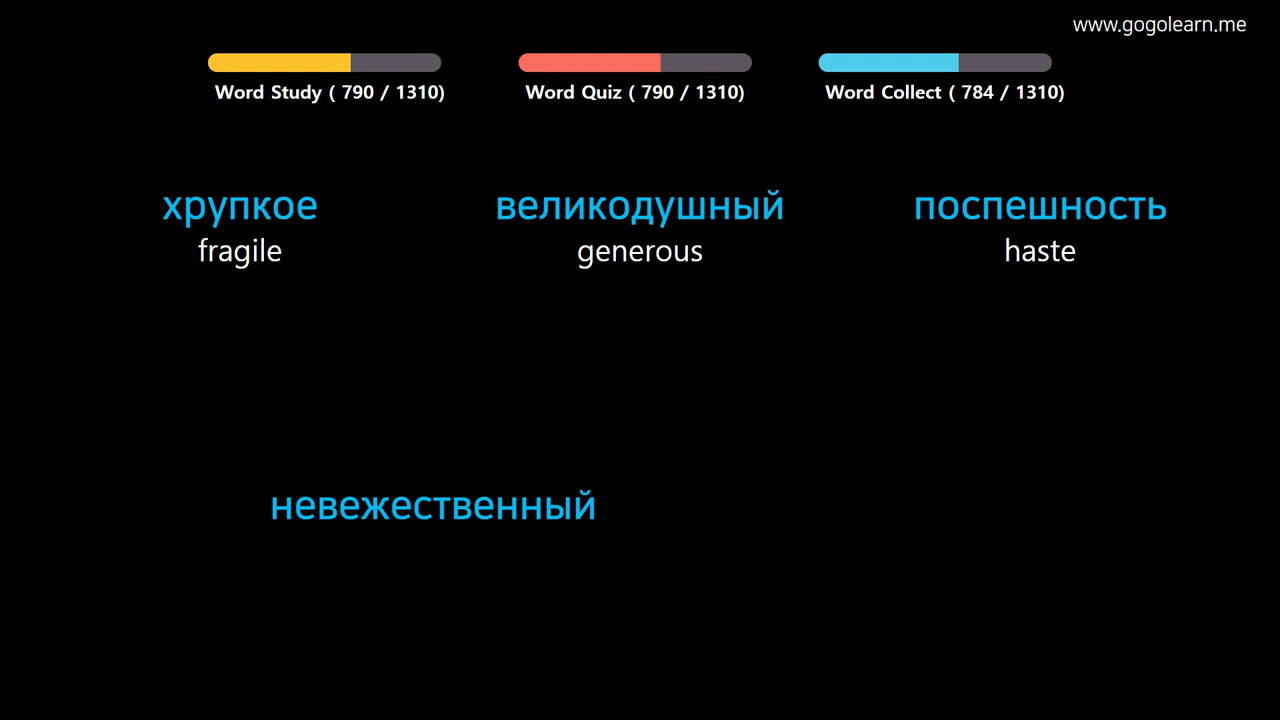 www.gogolearn.me
Word Study ( 790 / 1310)
Word Quiz ( 790 / 1310)
Word Collect ( 784 / 1310)
хрупкое
fragile
великодушный
generous
поспешность
haste
невежественный